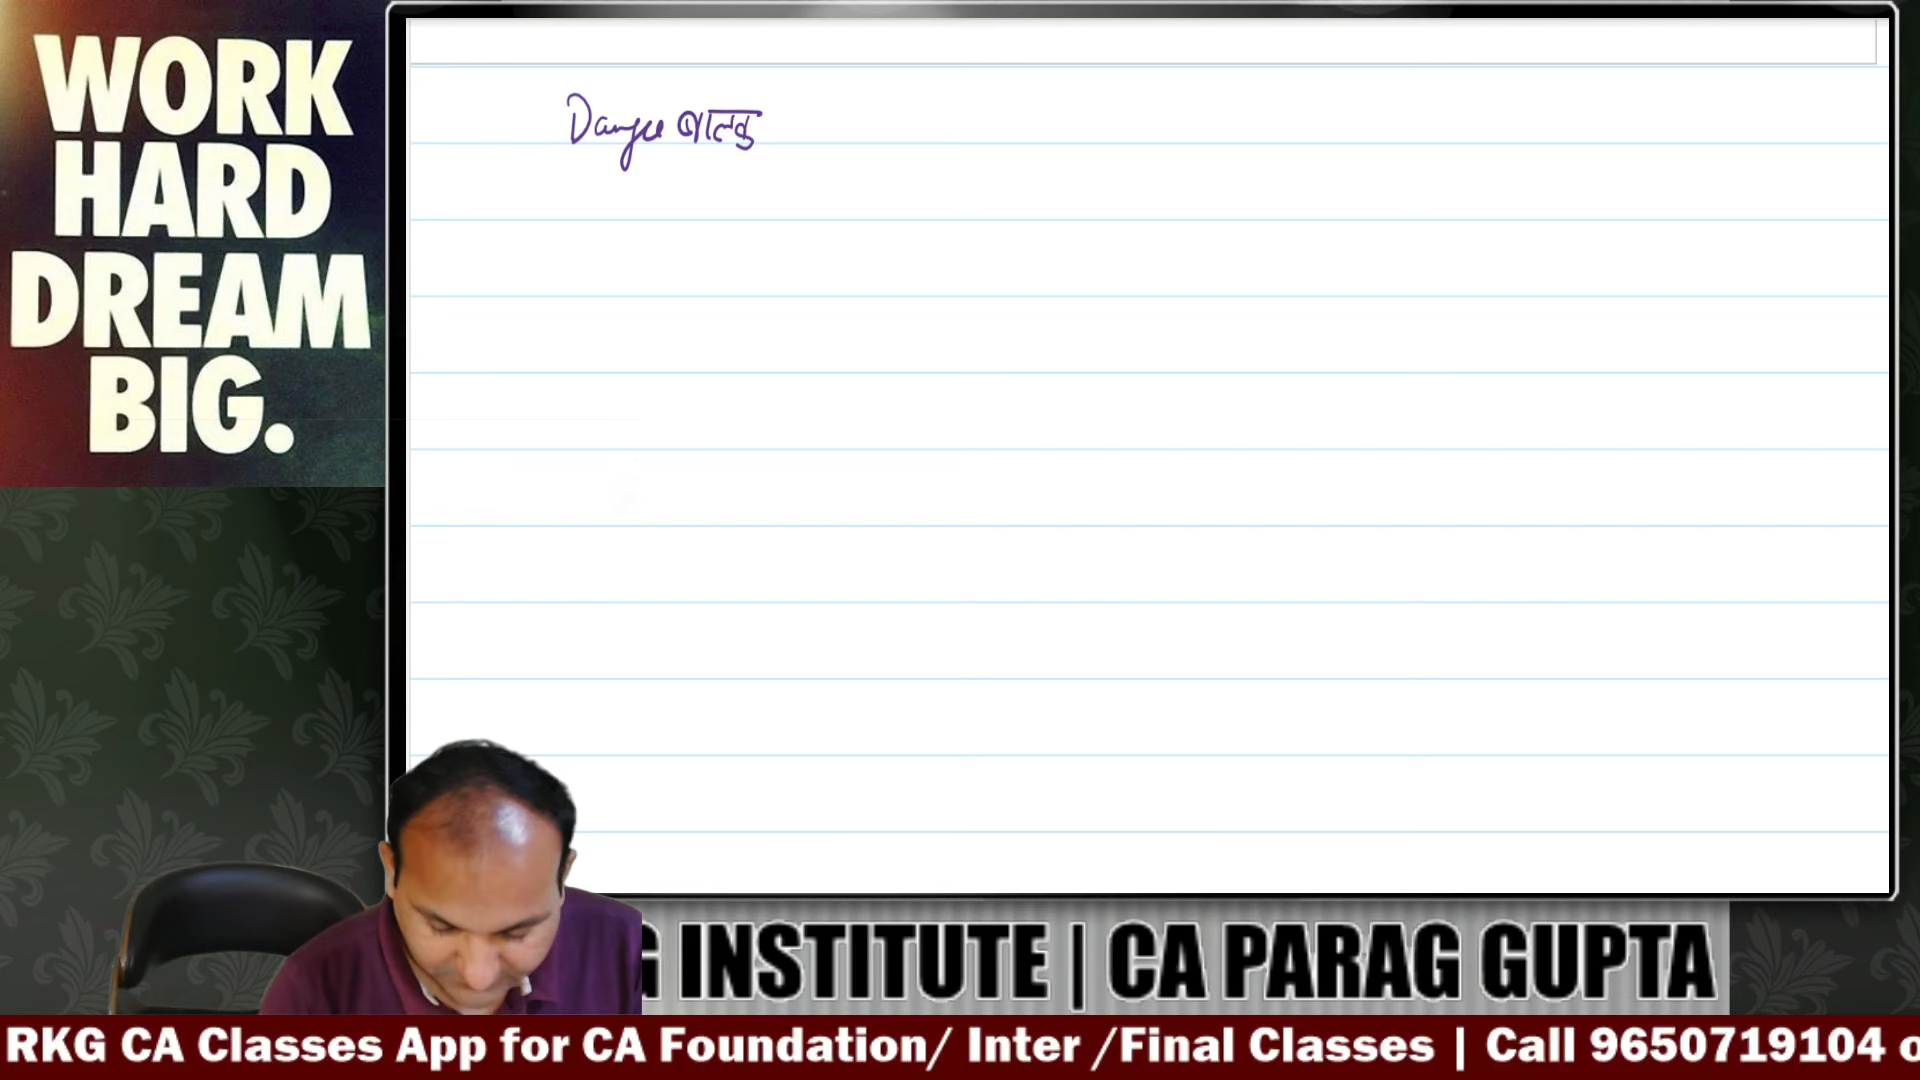 WORK
HARD
DREAM
BIG.
INSTITUTE | CA PARAG GUPTA
RKG CA Classes App for CA Foundation/ Inter /Final Classes | Call 9650719104